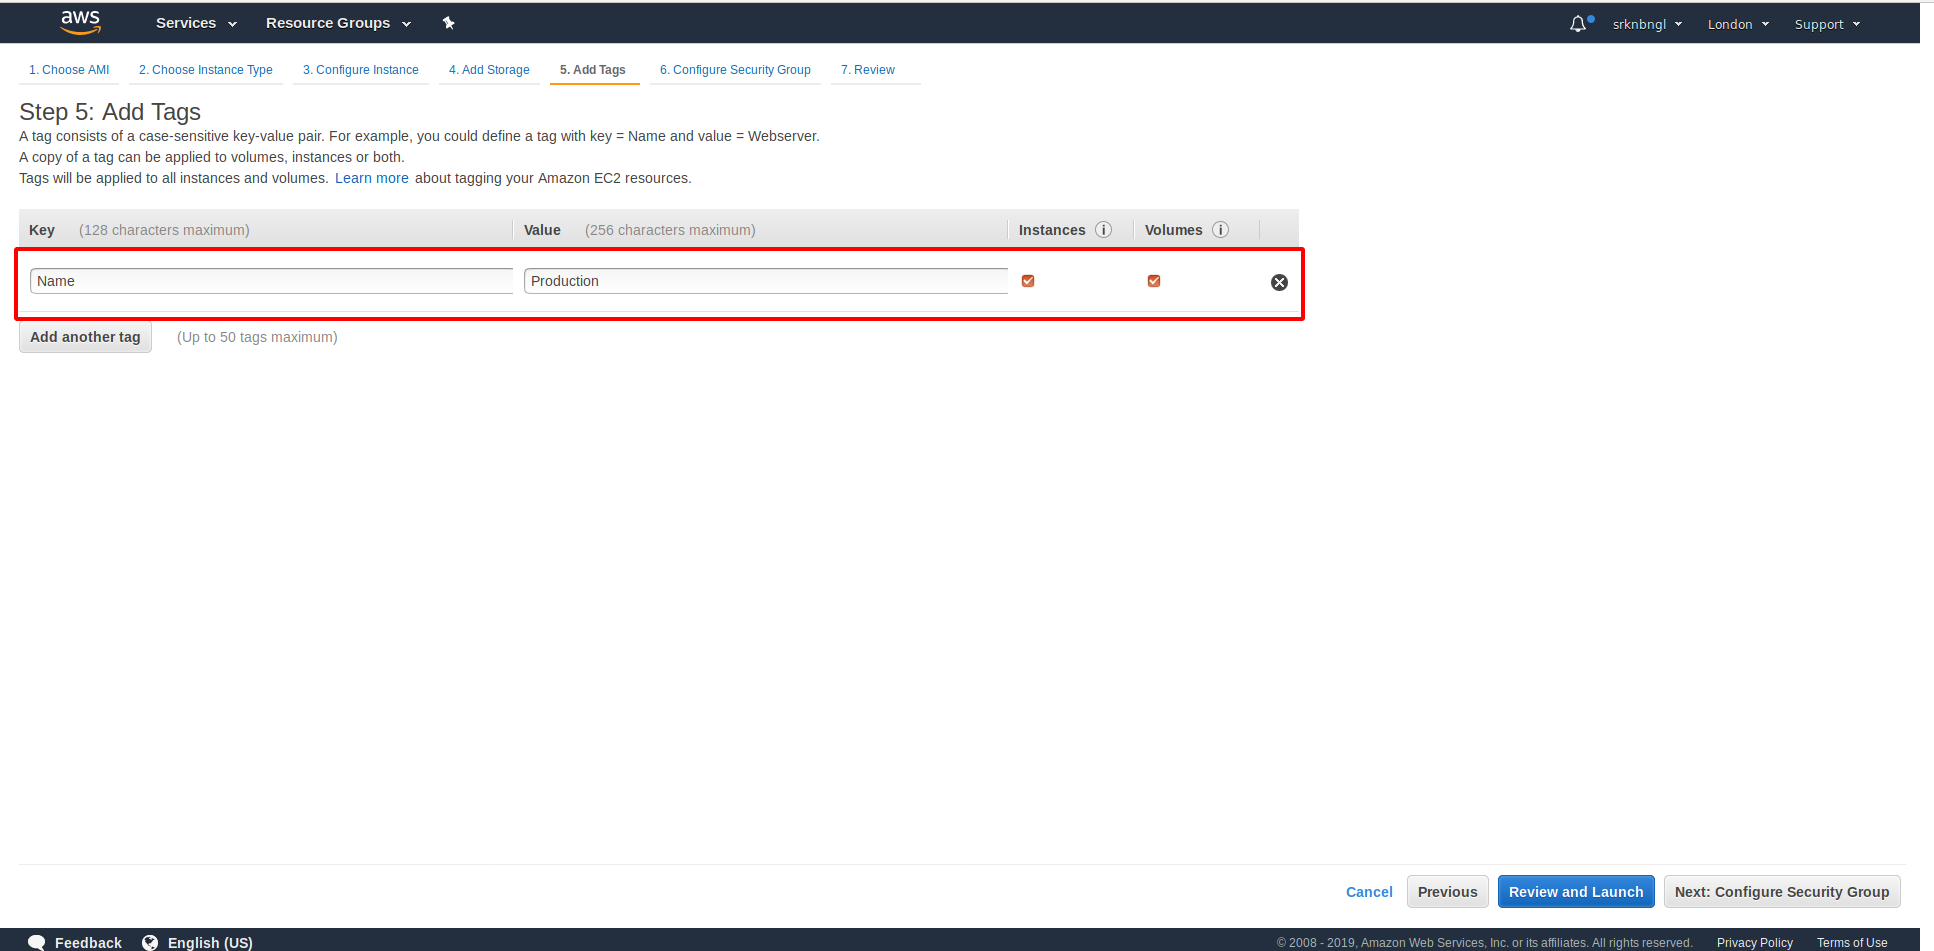 aws Services Resource Groups srknbngl London Support
1. Choose AMI 2. Choose Instance Type 3. Configure Instance 4. Add Storage 5. Add Tags 6. Configure Security Group 7. Review
Step 5: Add Tags
A tag consists of a case-sensitive key-value pair. For example, you could define a tag with key = Name and value = Webserver.
A copy of a tag can be applied to volumes, instances or both.
Tags will be applied to all instances and volumes. Learn more about tagging your Amazon EC2 resources.
Key (128 characters maximum) Value (256 characters maximum) Instances i Volumes i
Name Production
Add another tag (Up to 50 tags maximum)
Cancel Previous Review and Launch Next: Configure Security Group
Feedback English (US) © 2008 - 2019, Amazon Web Services, Inc. or its affiliates. All rights reserved. Privacy Policy Terms of Use